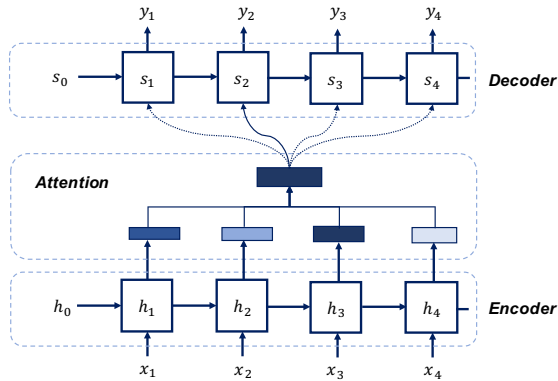 y₁ y₂ y₃ y₄
s₀ s₁ s₂ s₃ s₄ Decoder
Attention
h₀ h₁ h₂ h₃ h₄ Encoder
x₁ x₂ x₃ x₄